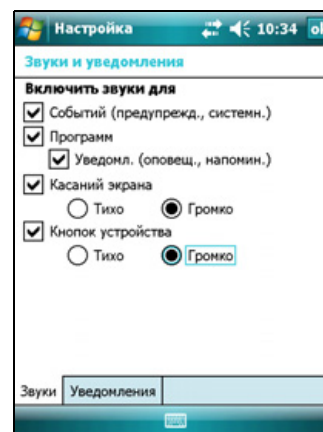 Настройка 10:34 ok
Звуки и уведомления
Включить звуки для
Событий (предупрежд., системн.)
Программ
Уведомл. (оповещ., напомин.)
Касаний экрана
Тихо Громко
Кнопок устройства
Тихо Громко
Звуки Уведомления